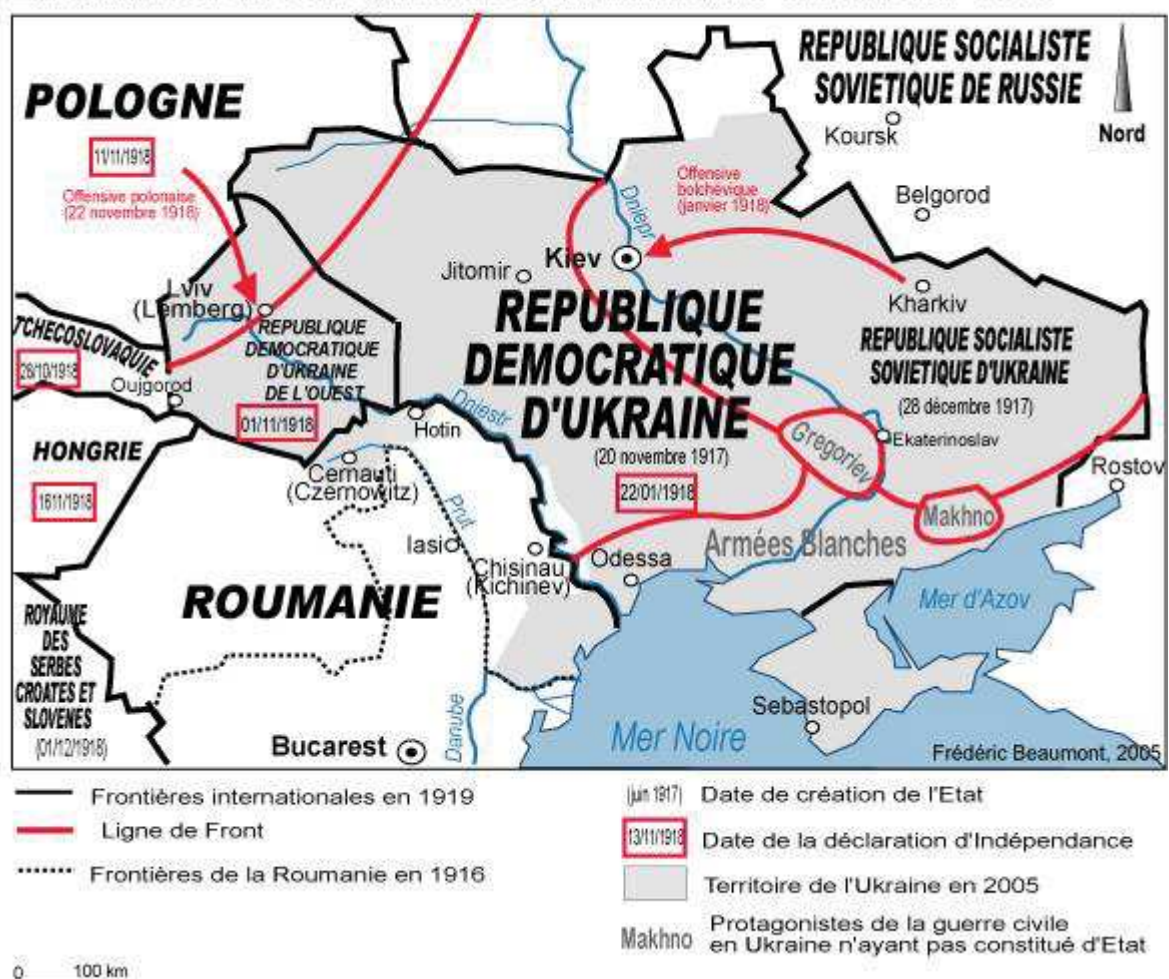 POLOGNE
11/11/1918
Offensive polonaise
(22 novembre 1918)
REPUBLIQUE SOCIALISTE
SOVIETIQUE DE RUSSIE
Nord
Koursk
Offensive
bolchévique
(janvier 1918)
Belgorod
Dniepr
Kiev
Jitomir
Kharkiv
Lviv
(Lemberg)
TCHECOSLOVAQUIE
28/10/1918
Oujgorod
REPUBLIQUE
DEMOCRATIQUE
D'UKRAINE
DE L'OUEST
01/11/1918
REPUBLIQUE
DEMOCRATIQUE
D'UKRAINE
(20 novembre 1917)
22/01/1918
REPUBLIQUE SOCIALISTE
SOVIETIQUE D'UKRAINE
(28 décembre 1917)
Dniestr
Hotin
Gregoriev
Ekaterinoslav
HONGRIE
1611/1918
Cernauti
(Czernowitz)
Rostov
Makhno
Prut
Iasi
Chisinau
(Kichinev)
Odessa
Armées Blanches
ROUMANIE
Mer d'Azov
ROYAUME
DES
SERBES
CROATES ET
SLOVENES
(01/12/1918)
Sebastopol
Danube
Bucarest
Mer Noire
Frédéric Beaumont, 2005
Frontières internationales en 1919
Ligne de Front
Frontières de la Roumanie en 1916
(juin 1917) Date de création de l'Etat
13/11/1918 Date de la déclaration d'Indépendance
Territoire de l'Ukraine en 2005
Makhno Protagonistes de la guerre civile
en Ukraine n'ayant pas constitué d'Etat
0 100 km